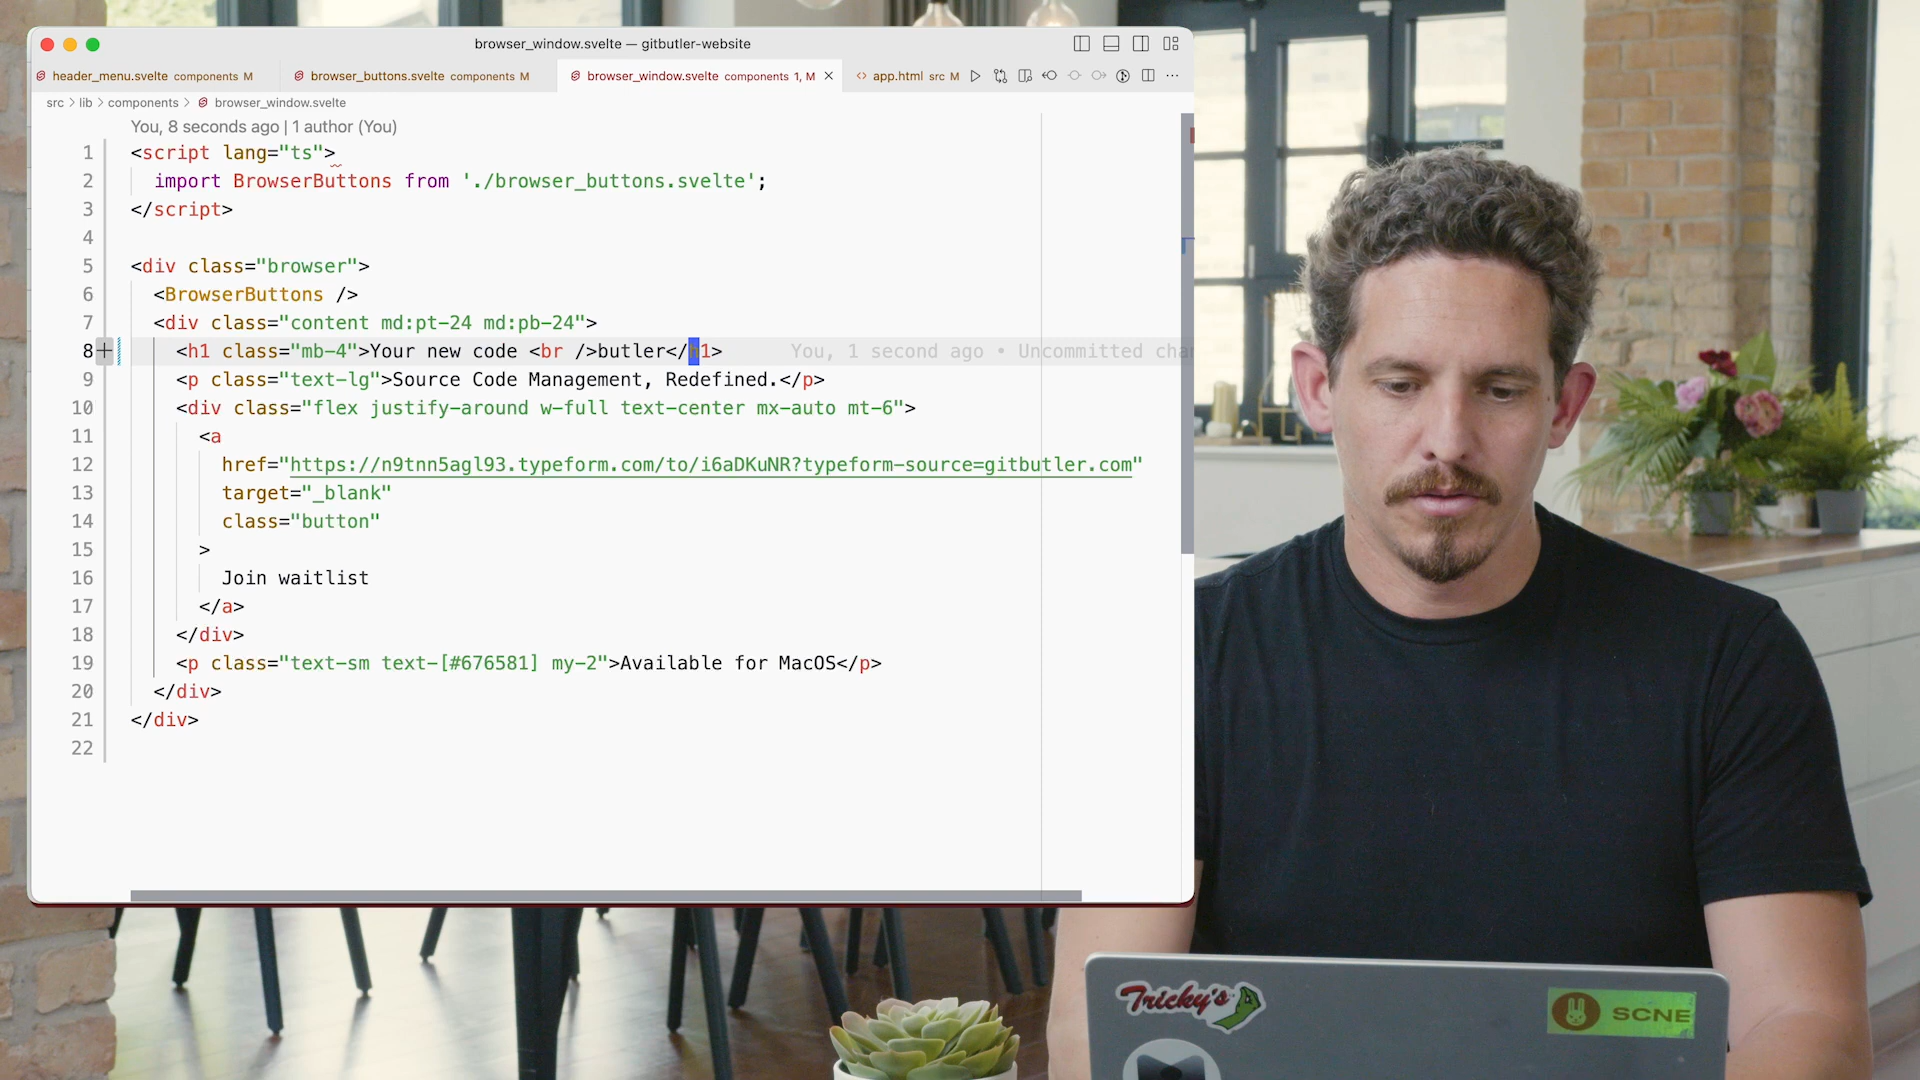 browser_window.svelte — gitbutler-website
header_menu.svelte components M
browser_buttons.svelte components M
browser_window.svelte components 1, M
app.html src M
src > lib > components > browser_window.svelte
You, 8 seconds ago | 1 author (You)
1 <script lang="ts">
2 import BrowserButtons from './browser_buttons.svelte';
3 </script>
4
5 <div class="browser">
6 <BrowserButtons />
7 <div class="content md:pt-24 md:pb-24">
8 <h1 class="mb-4">Your new code <br />butler</h1> You, 1 second ago • Uncommitted chan
9 <p class="text-lg">Source Code Management, Redefined.</p>
10 <div class="flex justify-around w-full text-center mx-auto mt-6">
11 <a
12 href="https://n9tnn5agl93.typeform.com/to/i6aDKuNR?typeform-source=gitbutler.com"
13 target="_blank"
14 class="button"
15 >
16 Join waitlist
17 </a>
18 </div>
19 <p class="text-sm text-[#676581] my-2">Available for MacOS</p>
20 </div>
21 </div>
22
Tricky's
SCNE